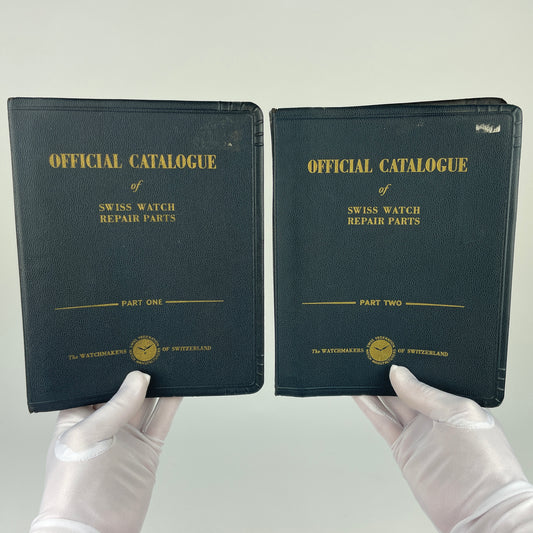 OFFICIAL CATALOGUE
of
SWISS WATCH
REPAIR PARTS
PART ONE
The WATCHMAKERS OF SWITZERLAND
OFFICIAL CATALOGUE
of
SWISS WATCH
REPAIR PARTS
PART TWO
The WATCHMAKERS OF SWITZERLAND